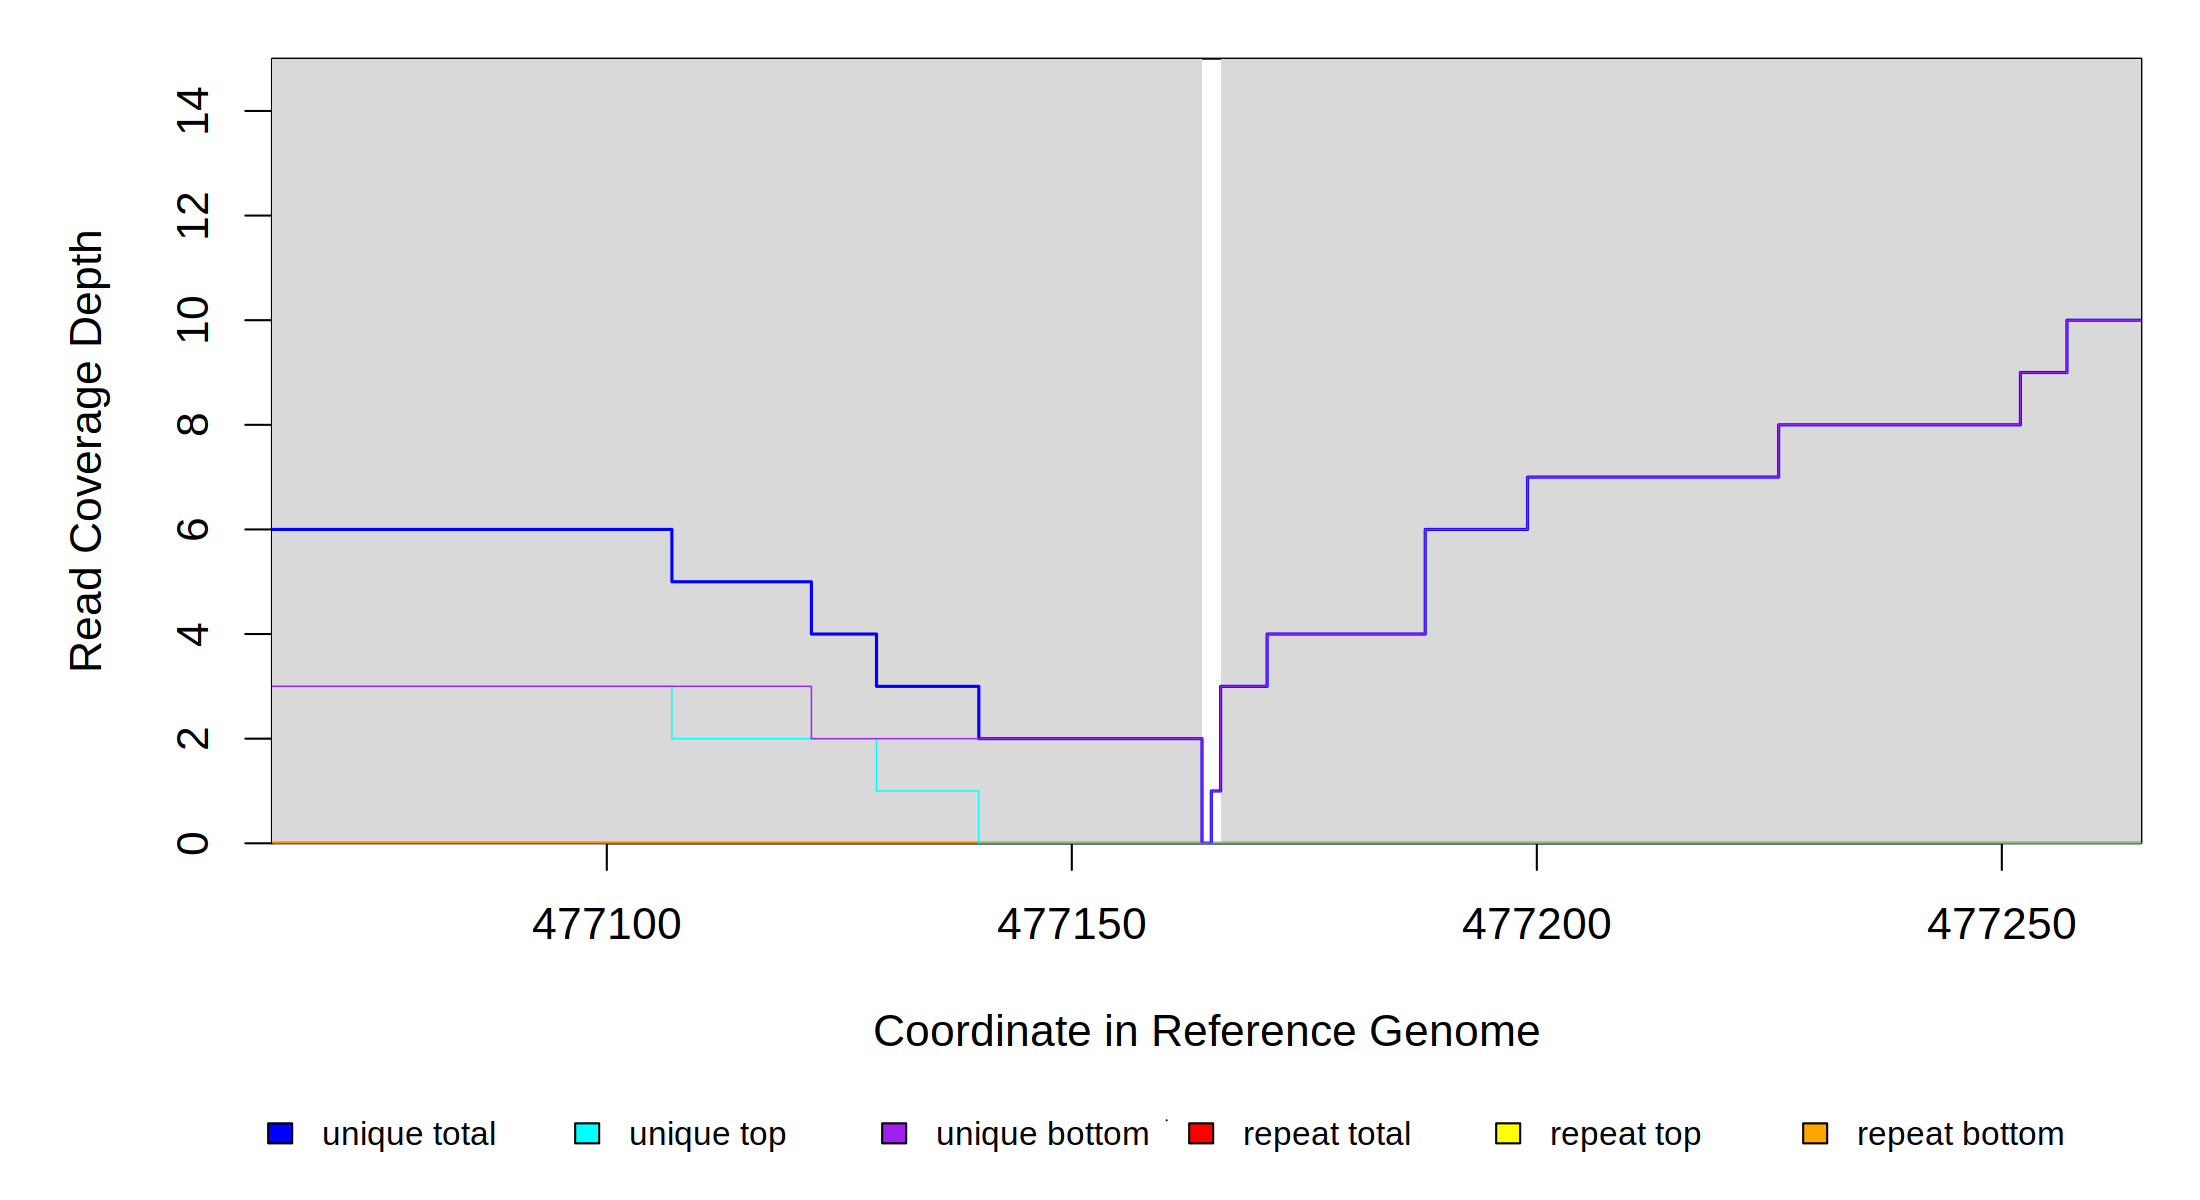 Read Coverage Depth
14
12
10
8
6
4
2
0
477100 477150 477200 477250
Coordinate in Reference Genome
unique total unique top unique bottom repeat total repeat top repeat bottom